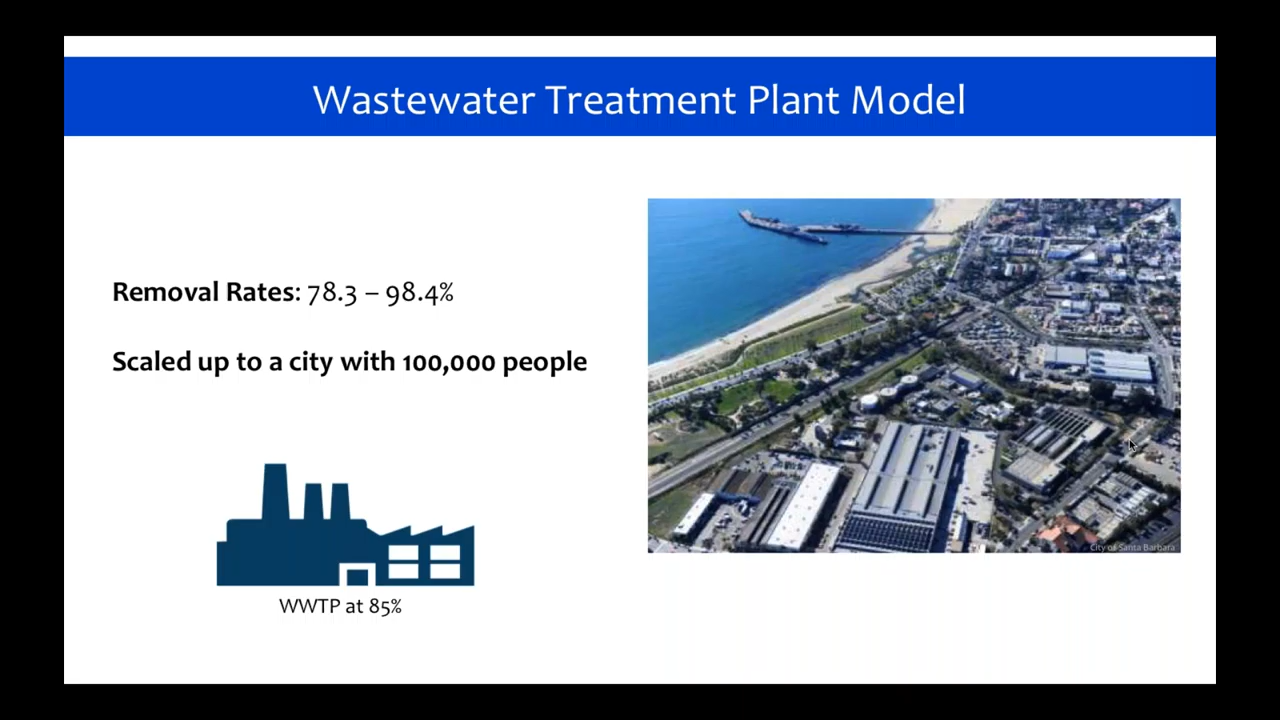 Wastewater Treatment Plant Model
Removal Rates: 78.3 – 98.4%
Scaled up to a city with 100,000 people
WWTP at 85%
City of Santa Barbara